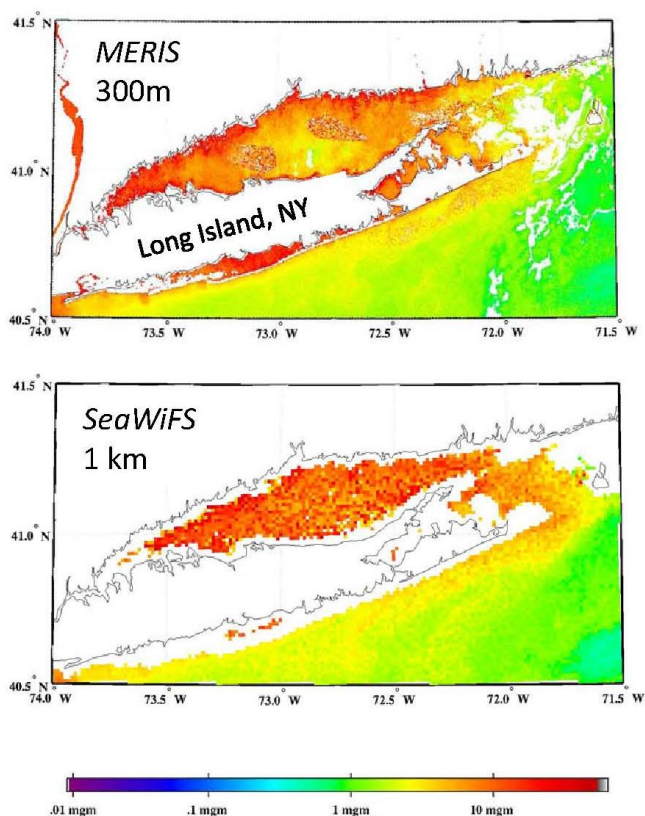 41.5° N
MERIS
300m
41.0° N
Long Island, NY
40.5° N
74.0° W 73.5° W 73.0° W 72.5° W 72.0° W 71.5° W
41.5° N
SeaWiFS
1 km
41.0° N
40.5° N
74.0° W 73.5° W 73.0° W 72.5° W 72.0° W 71.5° W
.01 mgm .1 mgm 1 mgm 10 mgm